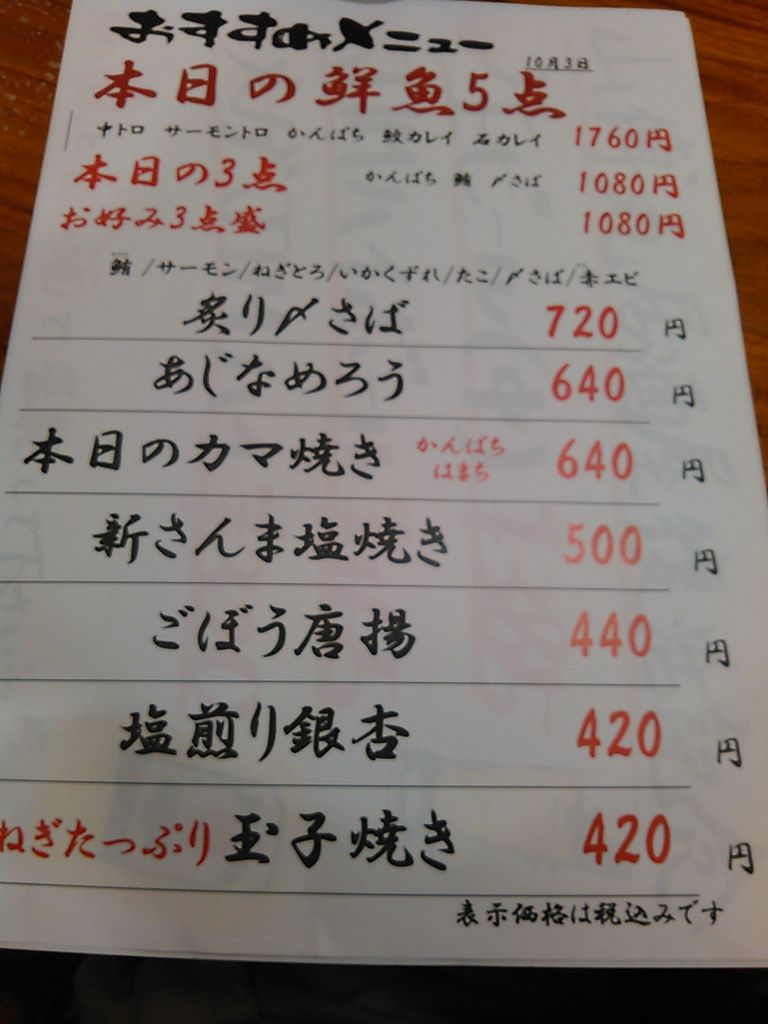 おすすめメニュー
10月3日
本日の鮮魚5点
中トロ サーモントロ かんぱち 鮫カレイ 石カレイ 1760円
本日の3点 かんぱち 鮪 〆さば 1080円
お好み3点盛 1080円
鮪/サーモン/ねぎとろ/いかくずれ/たこ/〆さば/赤エビ
炙り〆さば 720 円
あじなめろう 640 円
本日のカマ焼き かんぱち はまち 640 円
新さんま塩焼き 500 円
ごぼう唐揚 440 円
塩煎り銀杏 420 円
ねぎたっぷり玉子焼き 420 円
表示価格は税込みです